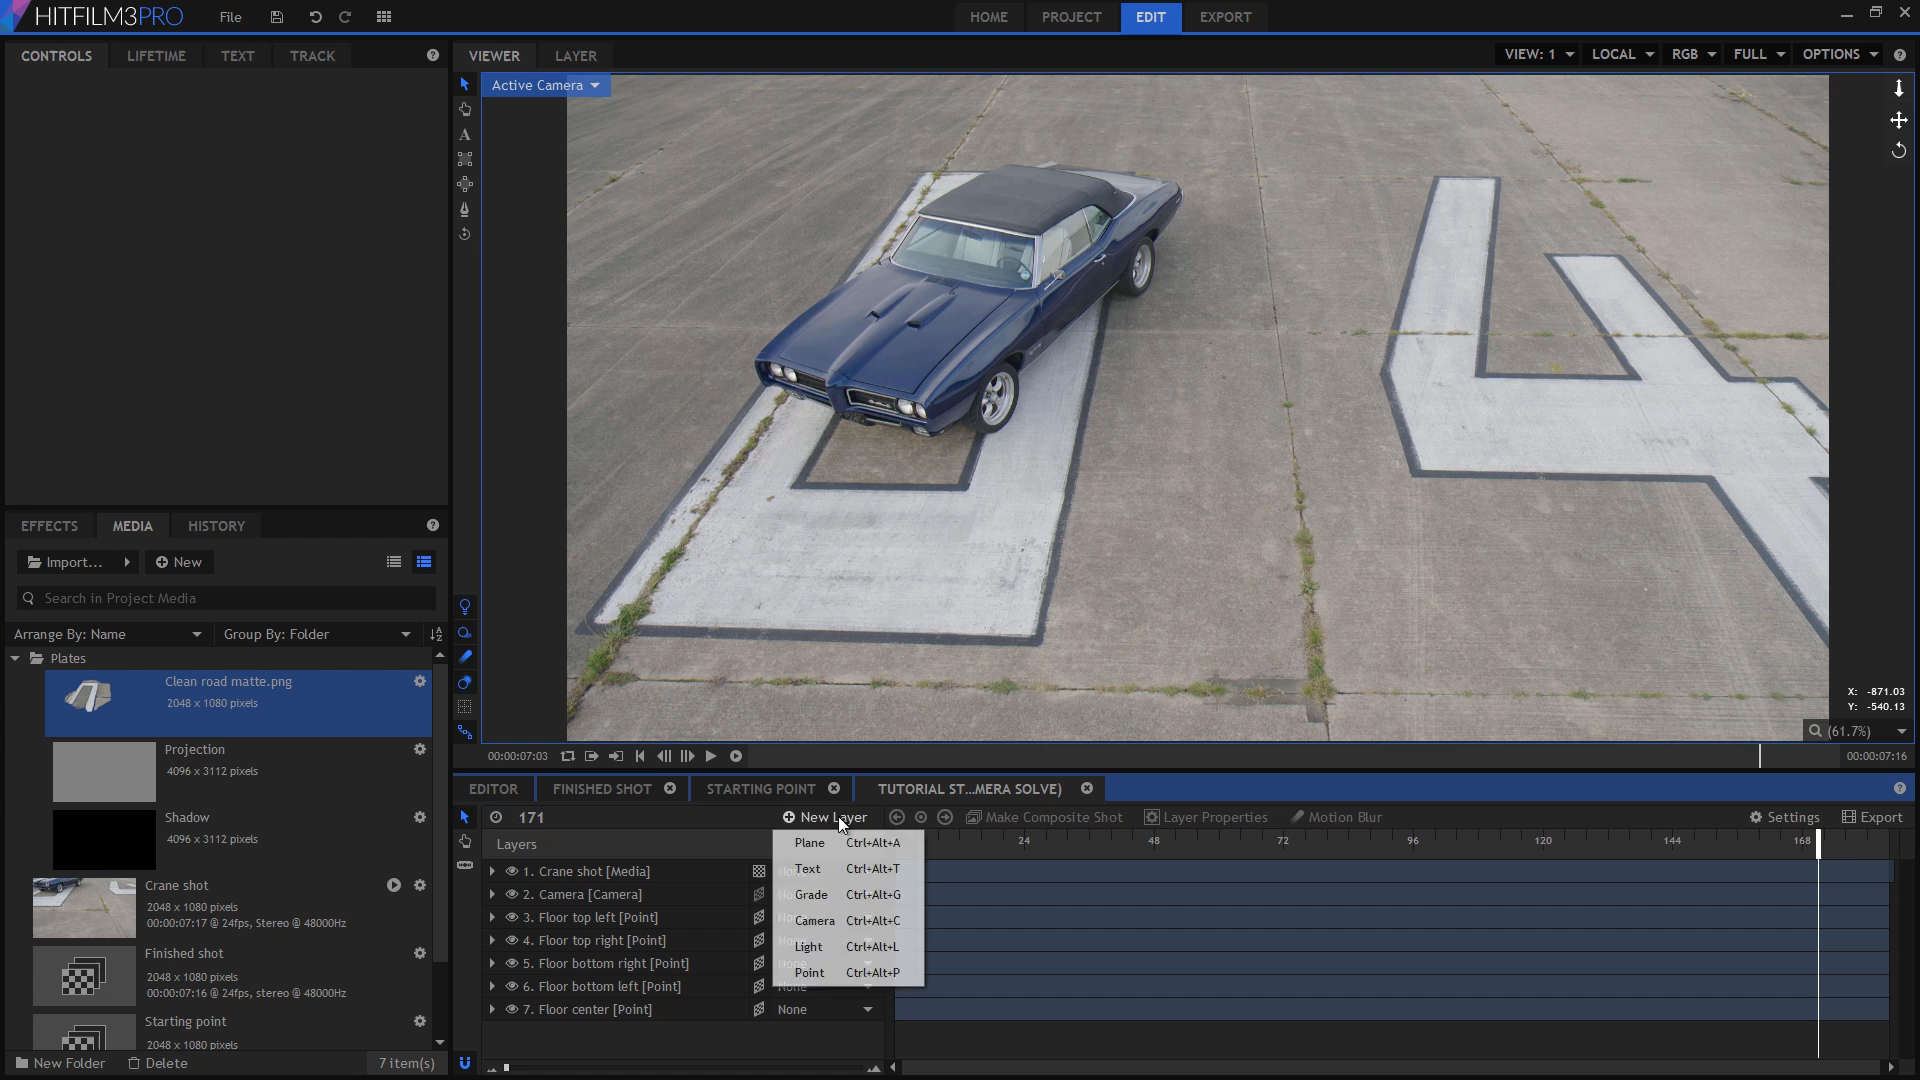 HITFILM3PRO File HOME PROJECT EDIT EXPORT
CONTROLS LIFETIME TEXT TRACK VIEWER LAYER VIEW: 1 LOCAL RGB FULL OPTIONS
Active Camera
X: -871.03
Y: -540.13
(61.7%)
00:00:07:03 00:00:07:16
EFFECTS MEDIA HISTORY
Import... New
Search in Project Media
Arrange By: Name Group By: Folder
Plates
Clean road matte.png
2048 x 1080 pixels
Projection
4096 x 3112 pixels
Shadow
4096 x 3112 pixels
Crane shot
2048 x 1080 pixels
00:00:07:17 @ 24fps, Stereo @ 48000Hz
Finished shot
2048 x 1080 pixels
00:00:07:16 @ 24fps, stereo @ 48000Hz
Starting point
2048 x 1080 pixels
New Folder Delete 7 item(s)
EDITOR FINISHED SHOT STARTING POINT TUTORIAL ST...MERA SOLVE)
171 New Layer Make Composite Shot Layer Properties Motion Blur Settings Export
Layers 24 48 72 96 120 144 168
Plane Ctrl+Alt+A
Text Ctrl+Alt+T
Grade Ctrl+Alt+G
Camera Ctrl+Alt+C
Light Ctrl+Alt+L
Point Ctrl+Alt+P
1. Crane shot [Media]
2. Camera [Camera]
3. Floor top left [Point]
4. Floor top right [Point]
5. Floor bottom right [Point]
6. Floor bottom left [Point] None
7. Floor center [Point] None